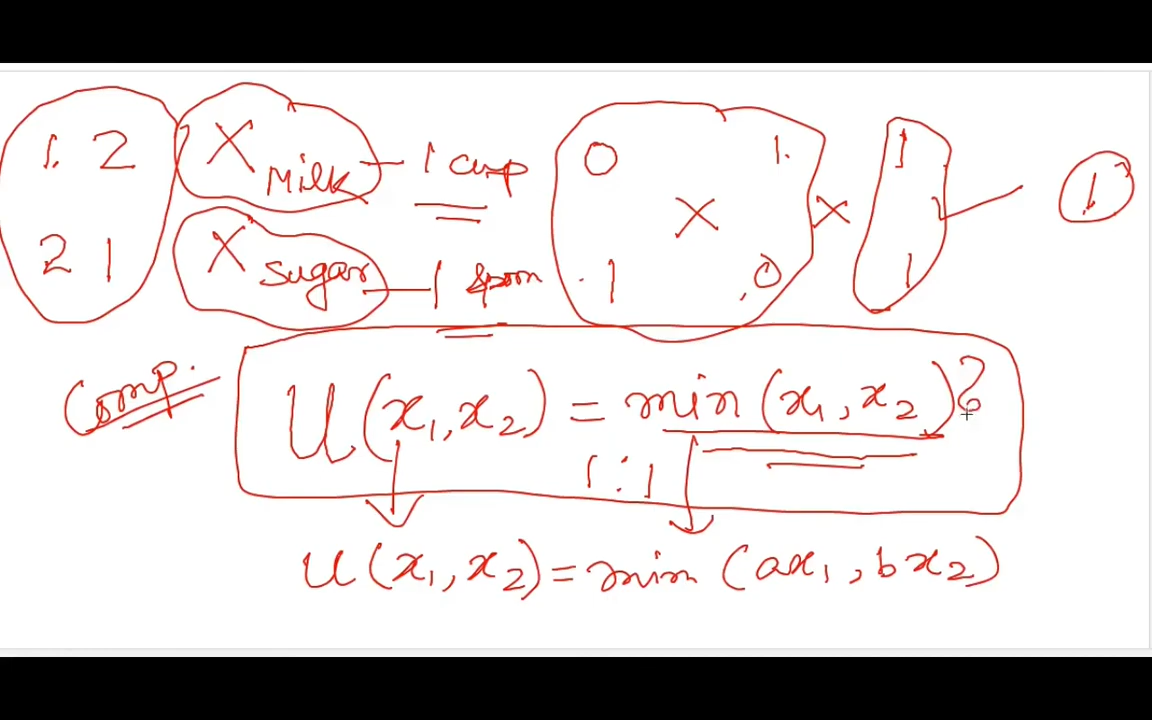 1. 2 X Milk - 1 cup 0 1. 1 1
X X
2 1 X sugar - 1 spoon 1 0 1
Comp. U(x₁, x₂) = min(x₁, x₂)?
1:1
U(x₁, x₂) = min (ax₁, bx₂)